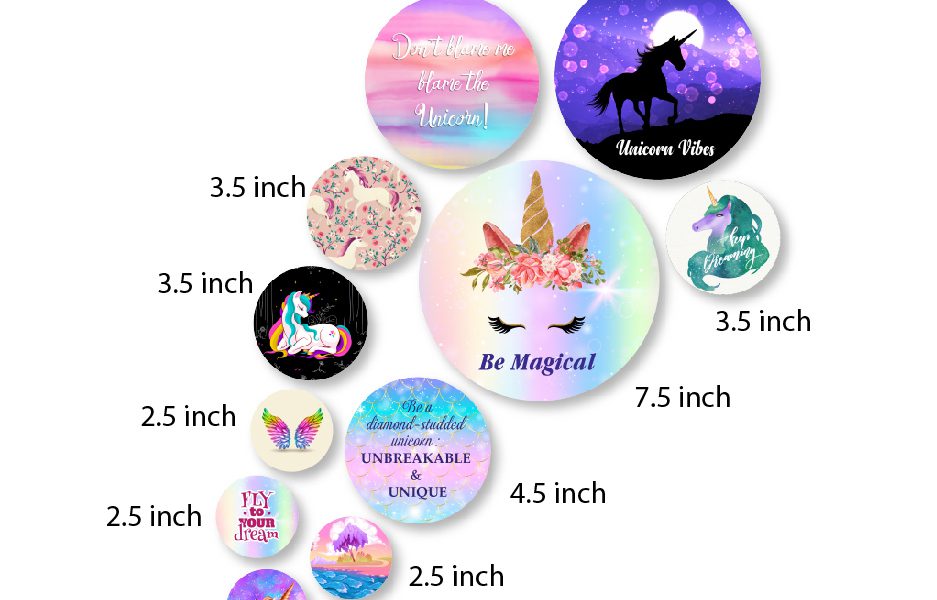 Don't blame me
blame the
Unicorn!
Unicorn Vibes
3.5 inch
keep
Dreaming
3.5 inch
3.5 inch
Be Magical
7.5 inch
2.5 inch
Be a
diamond-studded
unicorn :
UNBREAKABLE
&
UNIQUE
4.5 inch
2.5 inch
FLY
to
YOUR
dream
2.5 inch